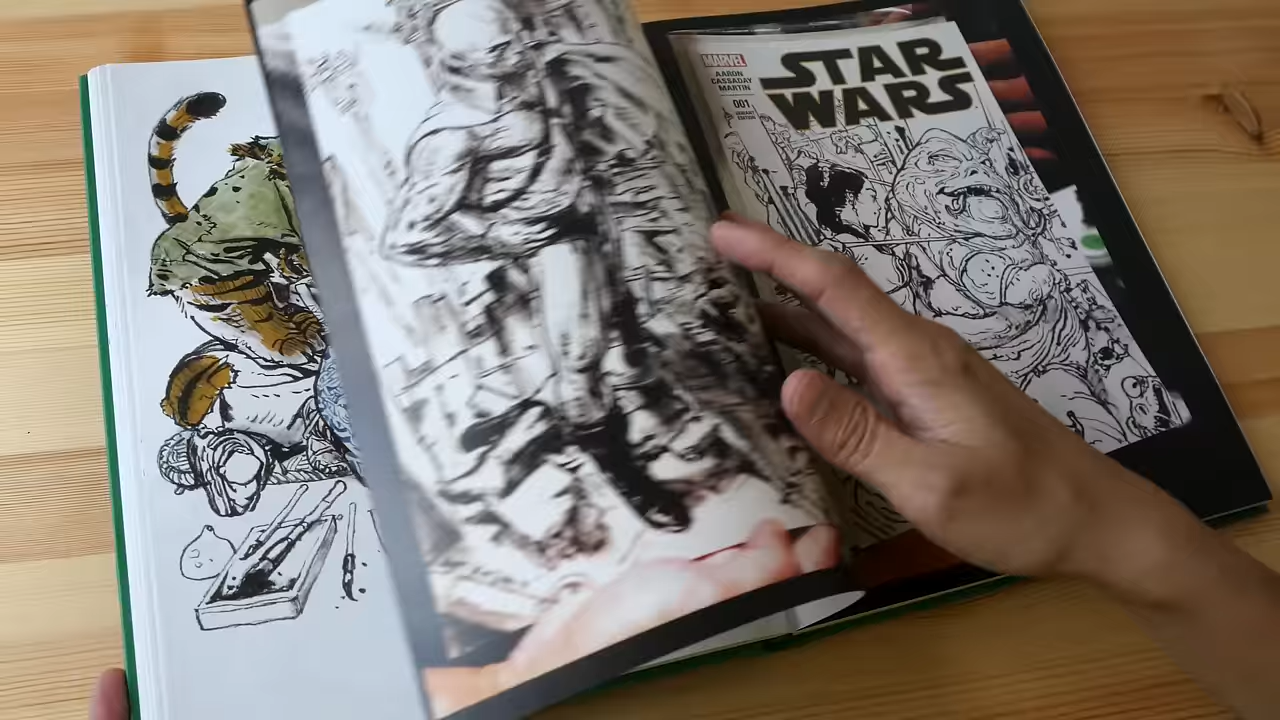 MARVEL
AARON
CASSADAY
MARTIN
001
VARIANT
EDITION
STAR
WARS